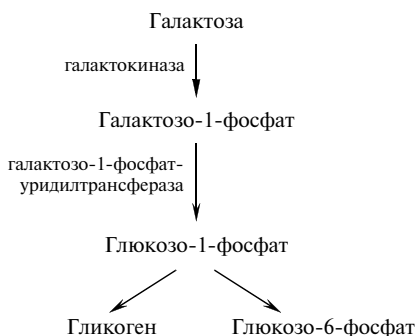 Галактоза
галактокиназа
Галактозо-1-фосфат
галактозо-1-фосфат-
уридилтрансфераза
Глюкозо-1-фосфат
Гликоген
Глюкозо-6-фосфат